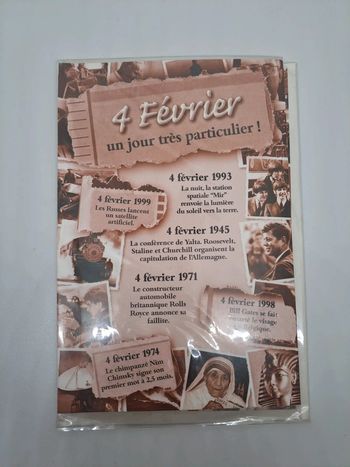 4 Février
un jour très particulier !
4 février 1993
La nuit, la station
spatiale "Mir"
renvoie la lumière
du soleil vers la terre.
4 février 1999
Les Russes lancent
un satellite
artificiel.
4 février 1945
La conférence de Yalta. Roosevelt,
Staline et Churchill organisent la
capitulation de l'Allemagne.
4 février 1971
Le constructeur
automobile
britannique Rolls
Royce annonce sa
faillite.
4 février 1998
Bill Gates se fait
le visage
Belgique.
4 février 1974
Le chimpanzé Nim
Chimsky signe son
premier mot à 2,5 mois.